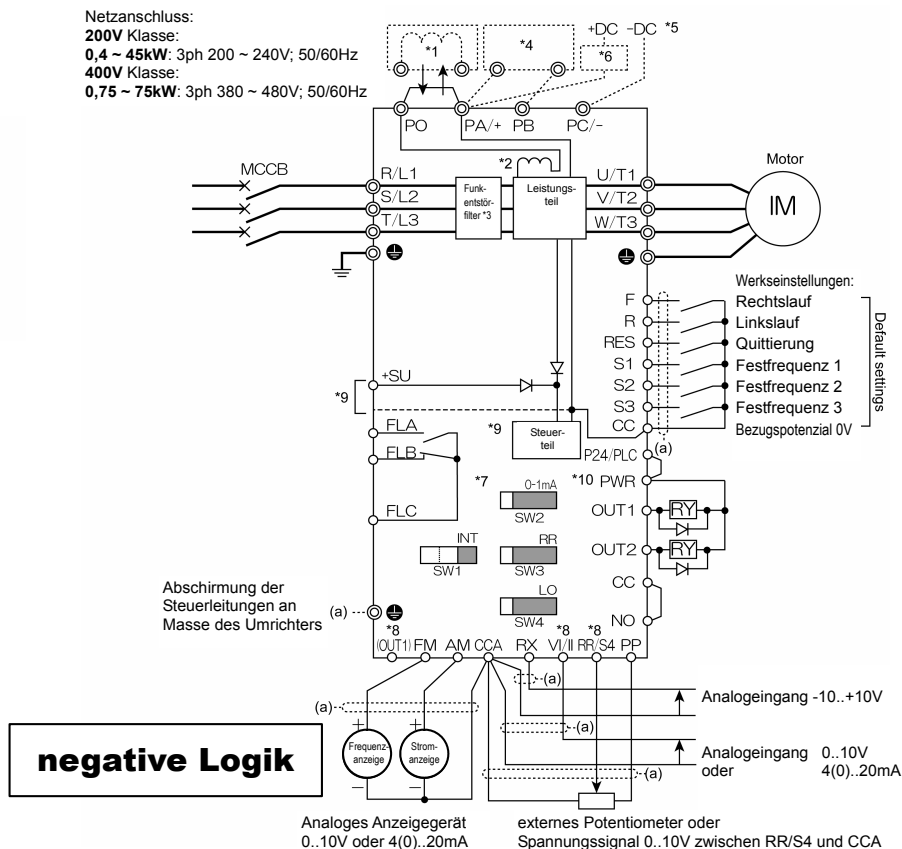 Netzanschluss:
200V Klasse:
0,4 ~ 45kW: 3ph 200 ~ 240V; 50/60Hz
400V Klasse:
0,75 ~ 75kW: 3ph 380 ~ 480V; 50/60Hz
*1
*4
+DC -DC *5
*6
PO
PA/+
PB
PC/-
*2
MCCB
R/L1
S/L2
T/L3
Funk-
entstör-
filter *3
Leistungs-
teil
U/T1
V/T2
W/T3
Motor
IM
Werkseinstellungen:
F
Rechtslauf
R
Linkslauf
RES
Quittierung
S1
Festfrequenz 1
S2
Festfrequenz 2
S3
Festfrequenz 3
CC
Bezugspotenzial 0V
Default settings
(a)
+SU
*9
*9
Steuer-
teil
FLA
FLB
FLC
P24/PLC
*10 PWR
*7
0-1mA
SW2
OUT1
RY
INT
SW1
RR
SW3
OUT2
RY
LO
SW4
CC
NO
Abschirmung der
Steuerleitungen an
Masse des Umrichters
(a)
*8
*8
*8
(OUT1) FM AM CCA RX VI/II RR/S4 PP
(a)
(a)
(a)
(a)
Analogeingang -10..+10V
Analogeingang 0..10V
oder 4(0)..20mA
negative Logik
+
+
Frequenz-
anzeige
Strom-
anzeige
−
−
Analoges Anzeigegerät
0..10V oder 4(0)..20mA
externes Potentiometer oder
Spannungssignal 0..10V zwischen RR/S4 und CCA